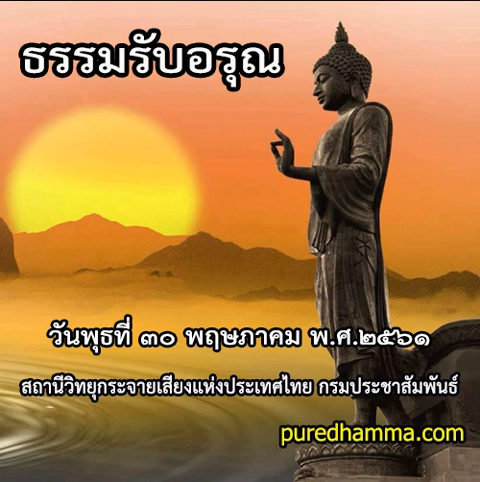 ธรรมรับอรุณ
วันพุธที่ ๓๐ พฤษภาคม พ.ศ.๒๕๖๑
สถานีวิทยุกระจายเสียงแห่งประเทศไทย กรมประชาสัมพันธ์
puredhamma.com